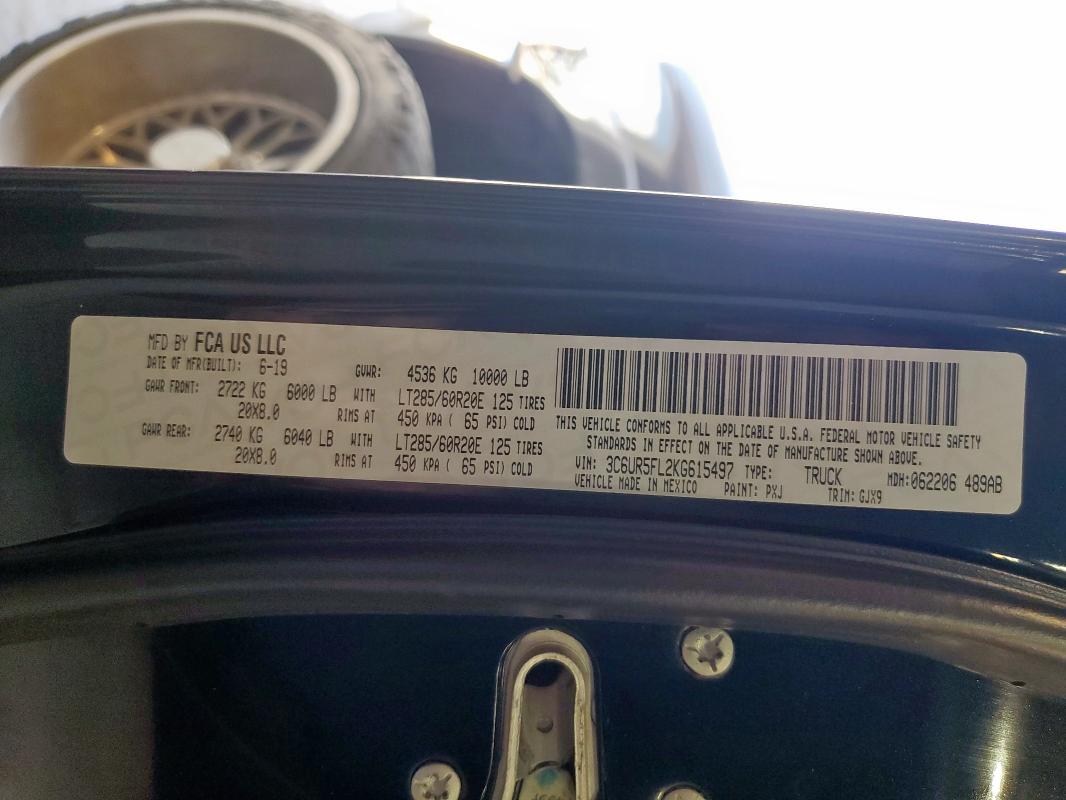 MFD BY FCA US LLC
DATE OF MFR(BUILT): 6-19 GVWR: 4536 KG 10000 LB
GAWR FRONT: 2722 KG 6000 LB WITH LT285/60R20E 125 TIRES
20X8.0 RIMS AT 450 KPA ( 65 PSI) COLD
GAWR REAR: 2740 KG 6040 LB WITH LT285/60R20E 125 TIRES
20X8.0 RIMS AT 450 KPA ( 65 PSI) COLD
THIS VEHICLE CONFORMS TO ALL APPLICABLE U.S.A. FEDERAL MOTOR VEHICLE SAFETY
STANDARDS IN EFFECT ON THE DATE OF MANUFACTURE SHOWN ABOVE.
VIN: 3C6UR5FL2KG615497 TYPE: TRUCK MDH:062206 489AB
VEHICLE MADE IN MEXICO PAINT: PXJ TRIM: GJX9